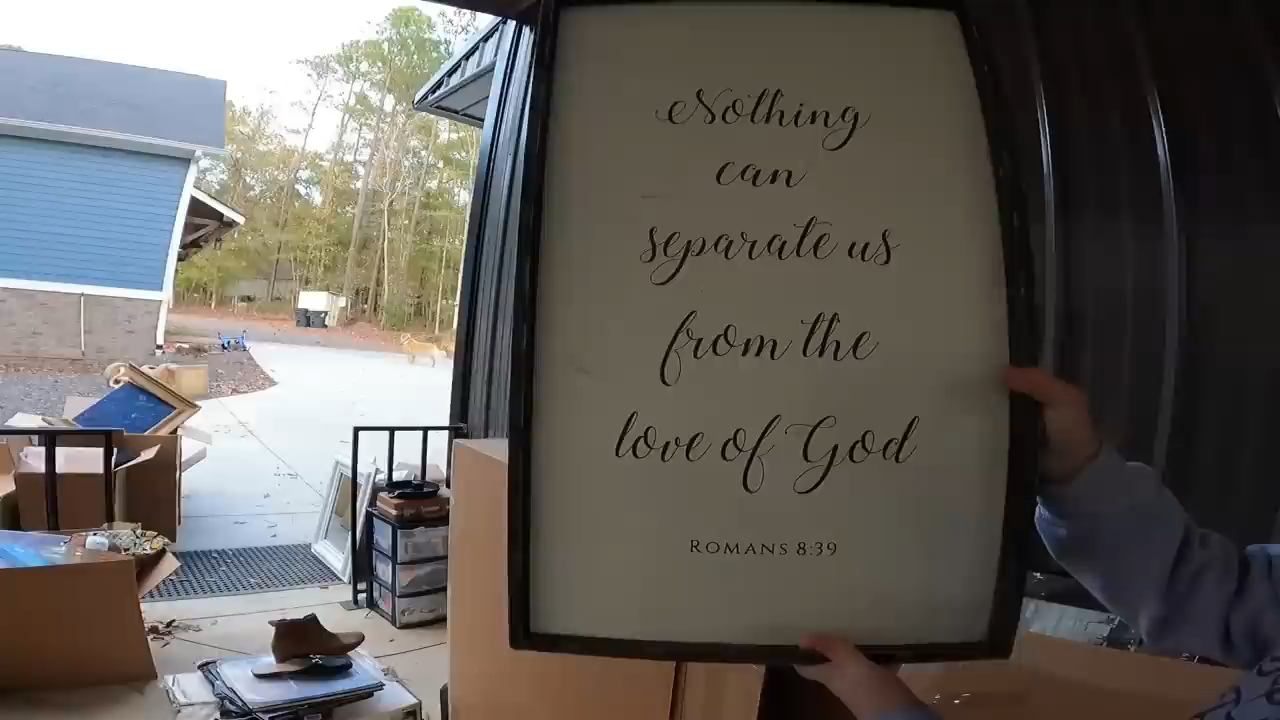 Nothing
can
separate us
from the
love of God
ROMANS 8:39